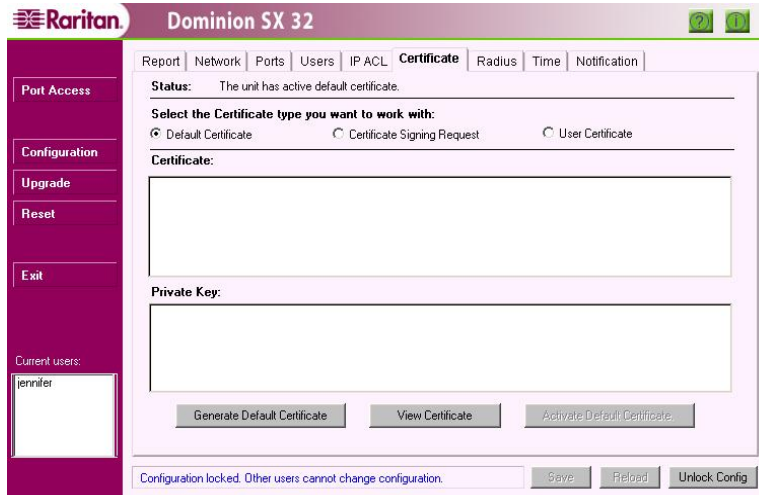 Raritan.
Dominion SX 32
? i
Report Network Ports Users IP ACL Certificate Radius Time Notification
Port Access
Configuration
Upgrade
Reset
Exit
Current users:
jennifer
Status: The unit has active default certificate.
Select the Certificate type you want to work with:
Default Certificate Certificate Signing Request User Certificate
Certificate:
Private Key:
Generate Default Certificate View Certificate Activate Default Certificate
Configuration locked. Other users cannot change configuration. Save Reload Unlock Config